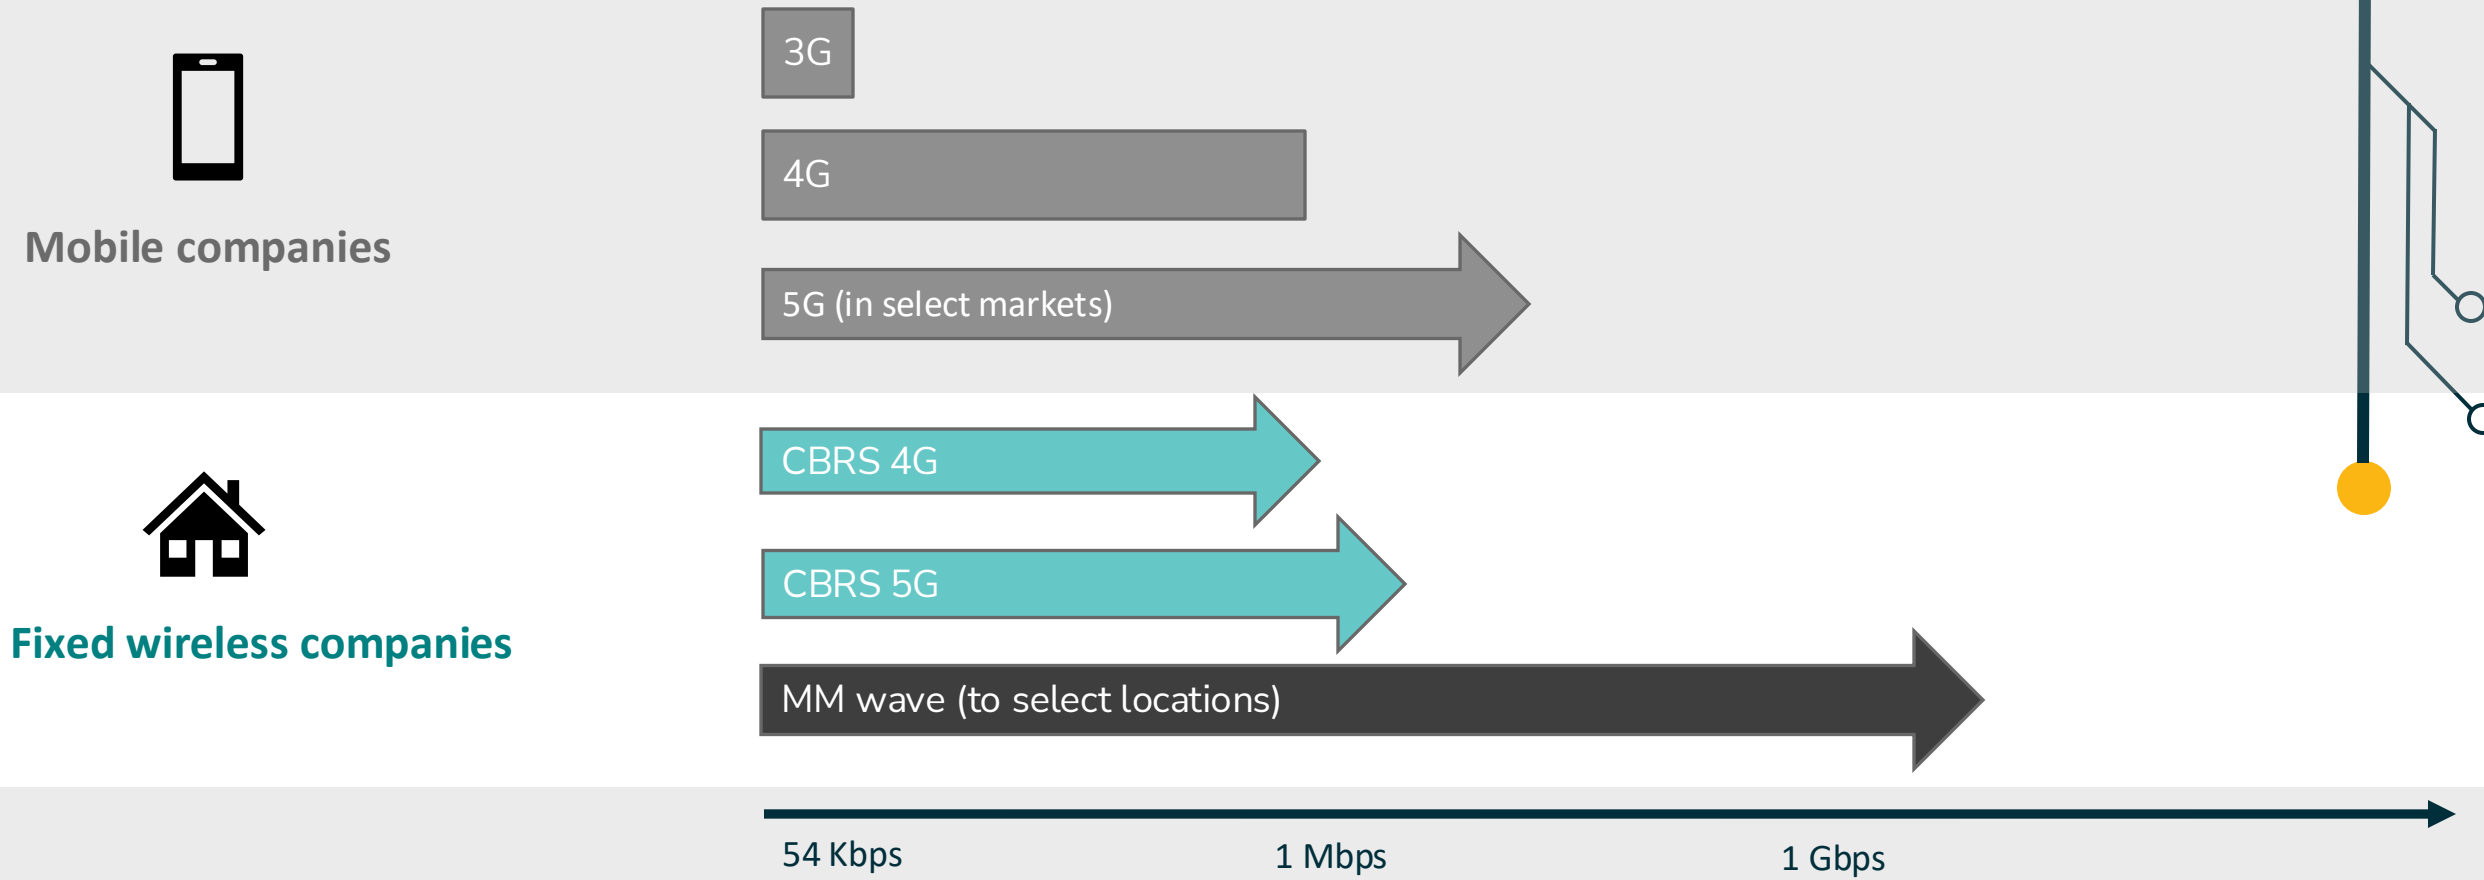 3G
4G
Mobile companies
5G (in select markets)
CBRS 4G
CBRS 5G
Fixed wireless companies
MM wave (to select locations)
54 Kbps
1 Mbps
1 Gbps